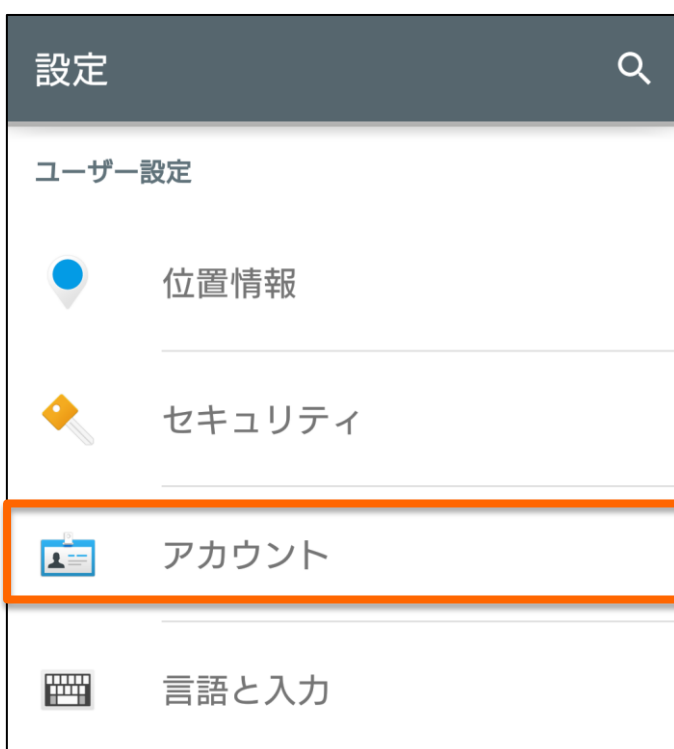 設定
ユーザー設定
位置情報
セキュリティ
アカウント
言語と入力